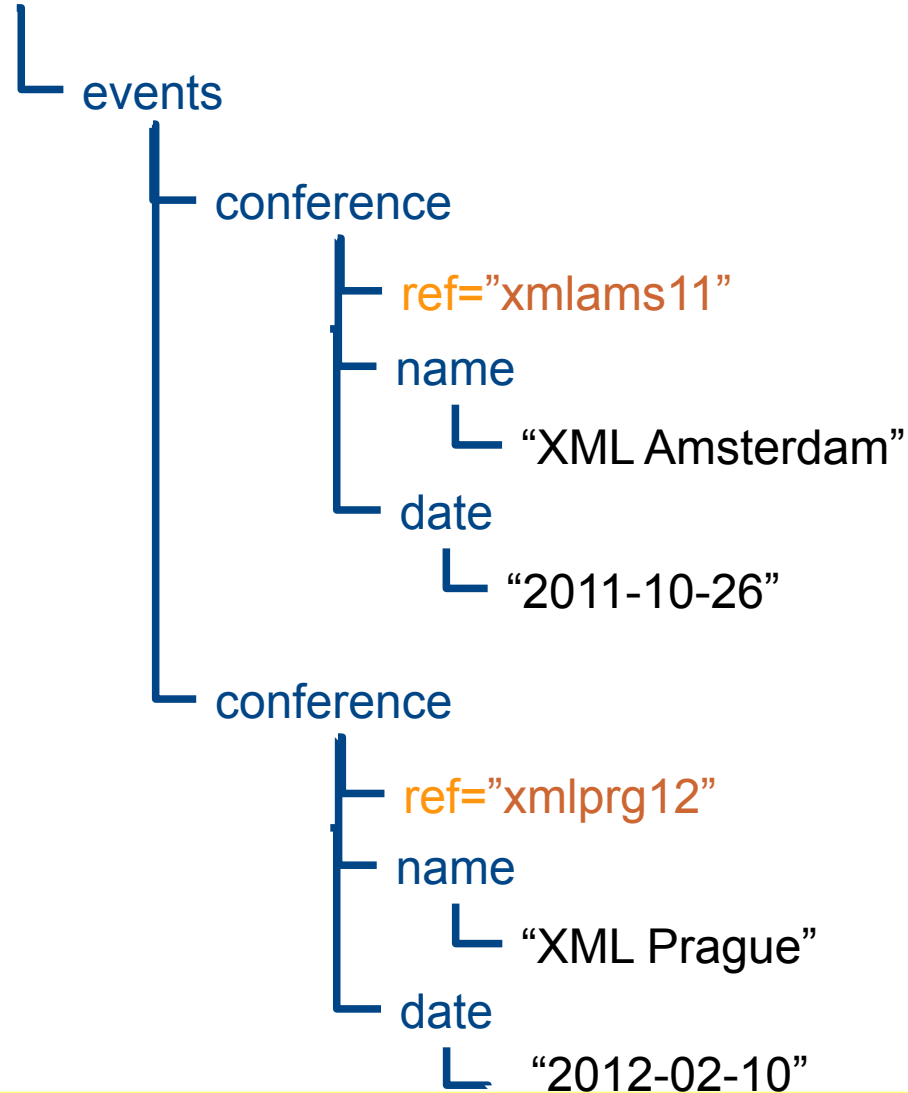 events
conference
ref=”xmlams11”
name
“XML Amsterdam”
date
“2011-10-26”
conference
ref=”xmlprg12”
name
“XML Prague”
date
“2012-02-10”